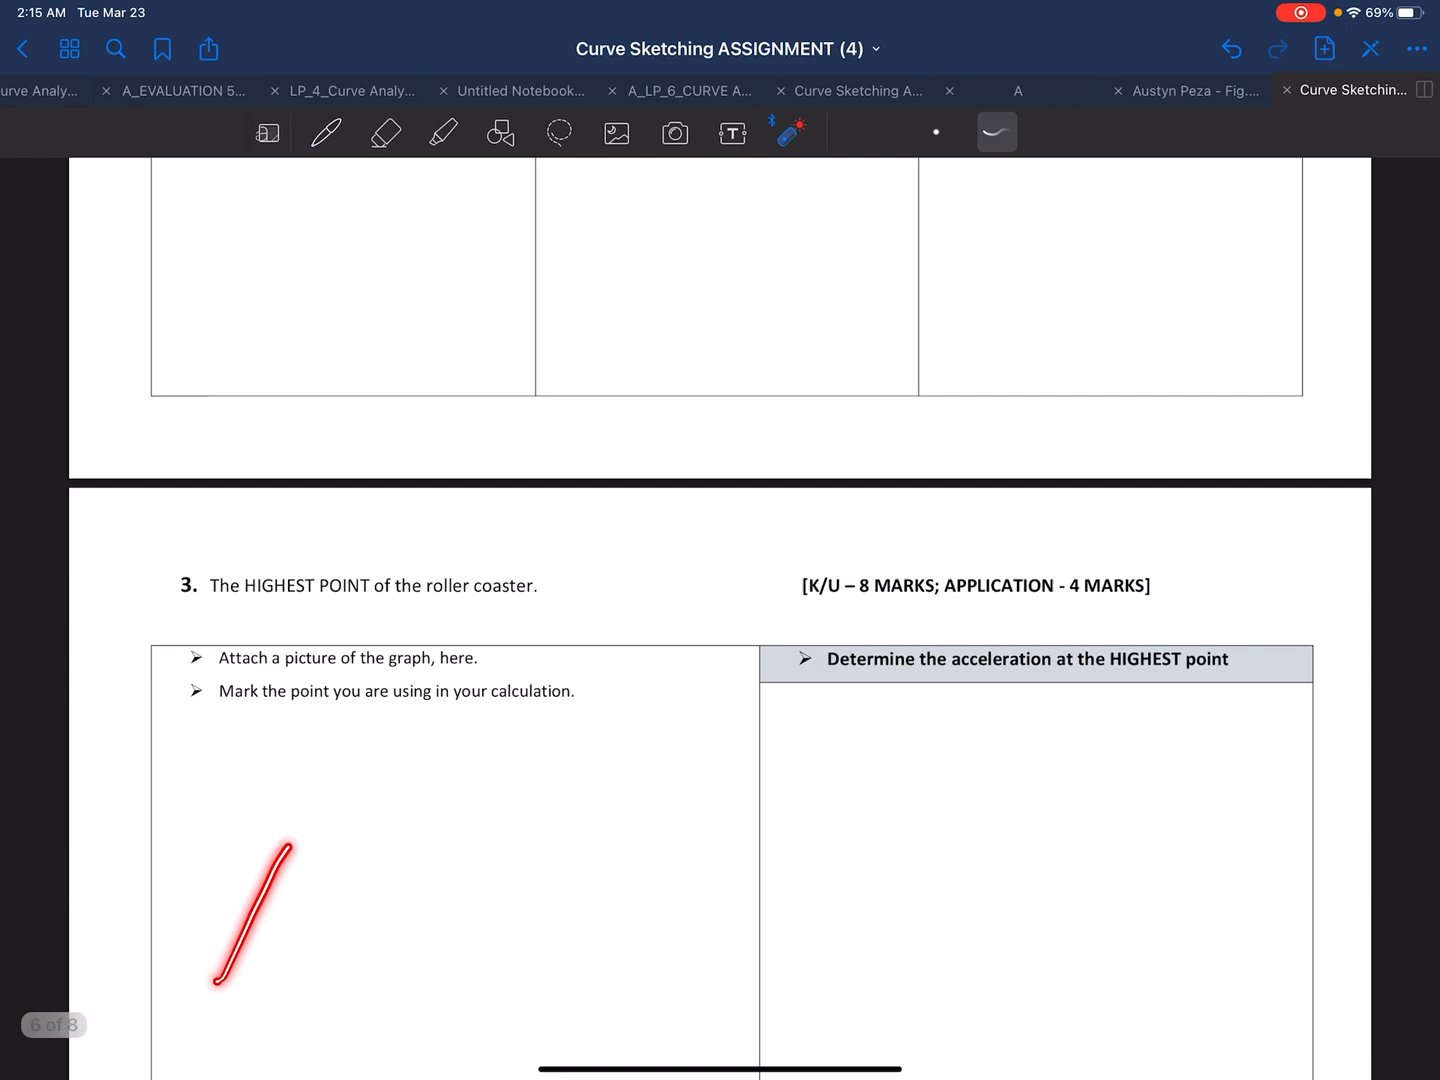 2:15 AM Tue Mar 23
69%
Curve Sketching ASSIGNMENT (4)
urve Analy...
A_EVALUATION 5...
LP_4_Curve Analy...
Untitled Notebook...
A_LP_6_CURVE A...
Curve Sketching A...
A
Austyn Peza - Fig....
Curve Sketchin...
T
3. The HIGHEST POINT of the roller coaster. [K/U – 8 MARKS; APPLICATION - 4 MARKS]
➢ Attach a picture of the graph, here.
➢ Mark the point you are using in your calculation.
➢ Determine the acceleration at the HIGHEST point
6 of 8